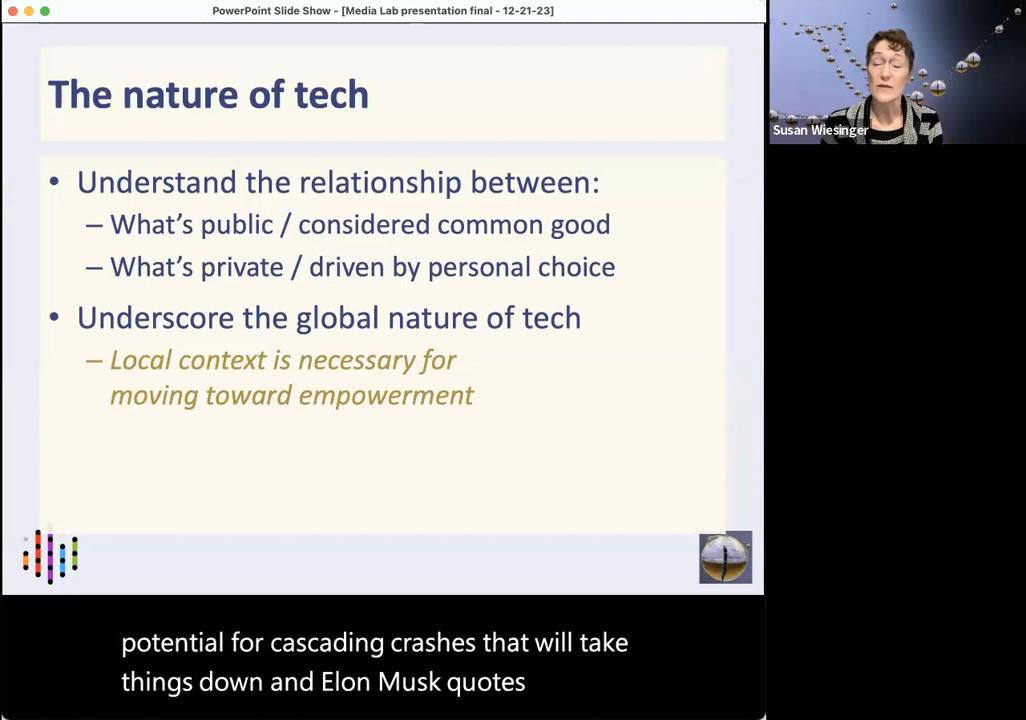 PowerPoint Slide Show - [Media Lab presentation final - 12-21-23]
The nature of tech
• Understand the relationship between:
– What's public / considered common good
– What's private / driven by personal choice
• Underscore the global nature of tech
– Local context is necessary for
moving toward empowerment
Susan Wiesinger
potential for cascading crashes that will take
things down and Elon Musk quotes